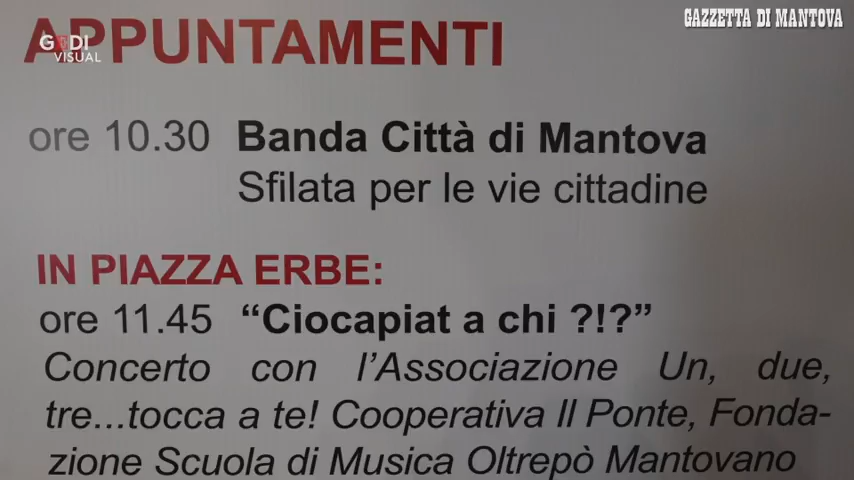 GAZZETTA DI MANTOVA
GEDI
VISUAL
APPUNTAMENTI
ore 10.30 Banda Città di Mantova
Sfilata per le vie cittadine
IN PIAZZA ERBE:
ore 11.45 “Ciocapiat a chi ?!?”
Concerto con l’Associazione Un, due,
tre...tocca a te! Cooperativa Il Ponte, Fonda-
zione Scuola di Musica Oltrepò Mantovano